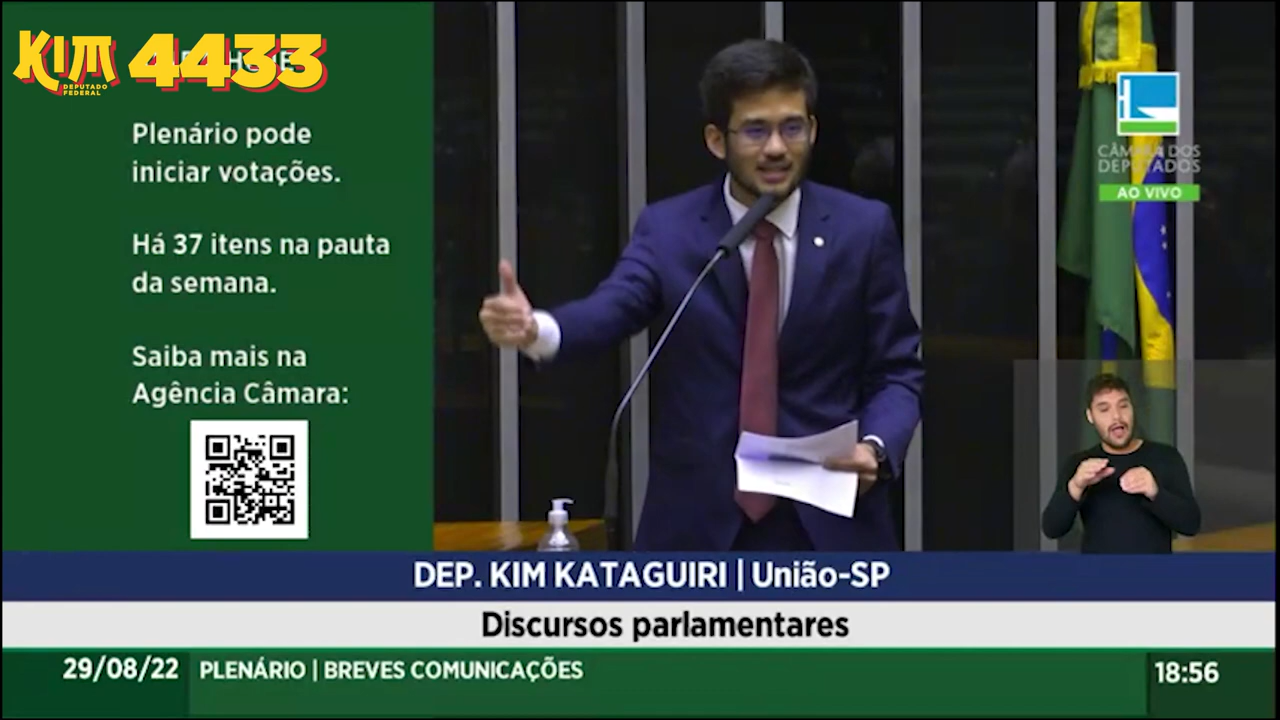 KIM 4433
DEPUTADO
FEDERAL
Plenário pode
iniciar votações.
Há 37 itens na pauta
da semana.
Saiba mais na
Agência Câmara:
CÂMARA DOS
DEPUTADOS
AO VIVO
DEP. KIM KATAGUIRI | União-SP
Discursos parlamentares
29/08/22 PLENÁRIO | BREVES COMUNICAÇÕES 18:56